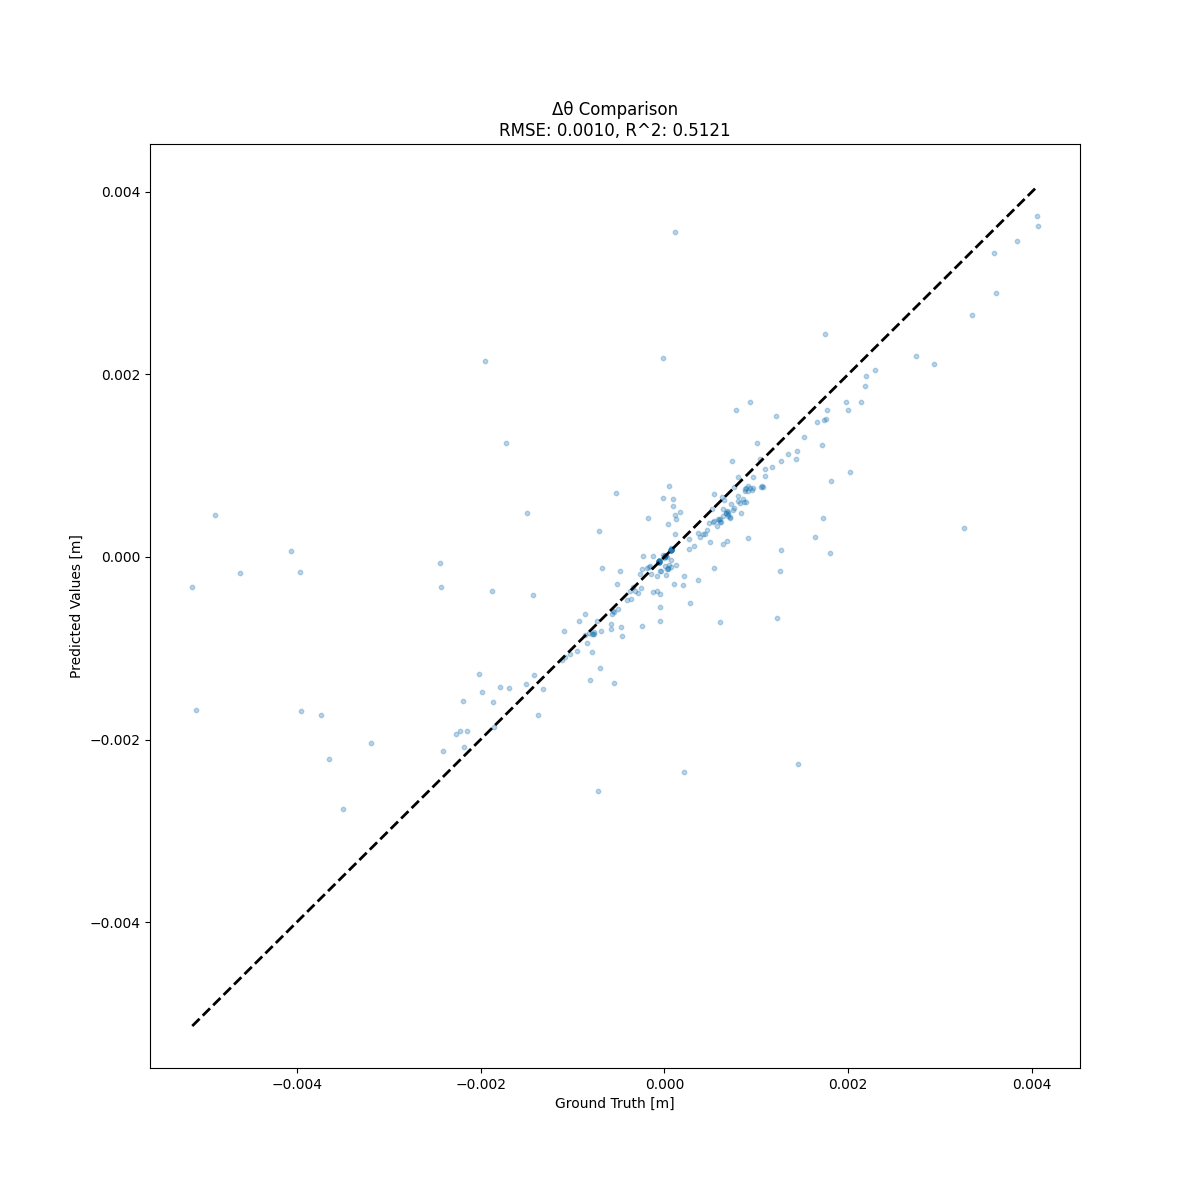 Δθ Comparison
RMSE: 0.0010, R^2: 0.5121
0.004
0.002
0.000
−0.002
−0.004
Predicted Values [m]
−0.004 −0.002 0.000 0.002 0.004
Ground Truth [m]